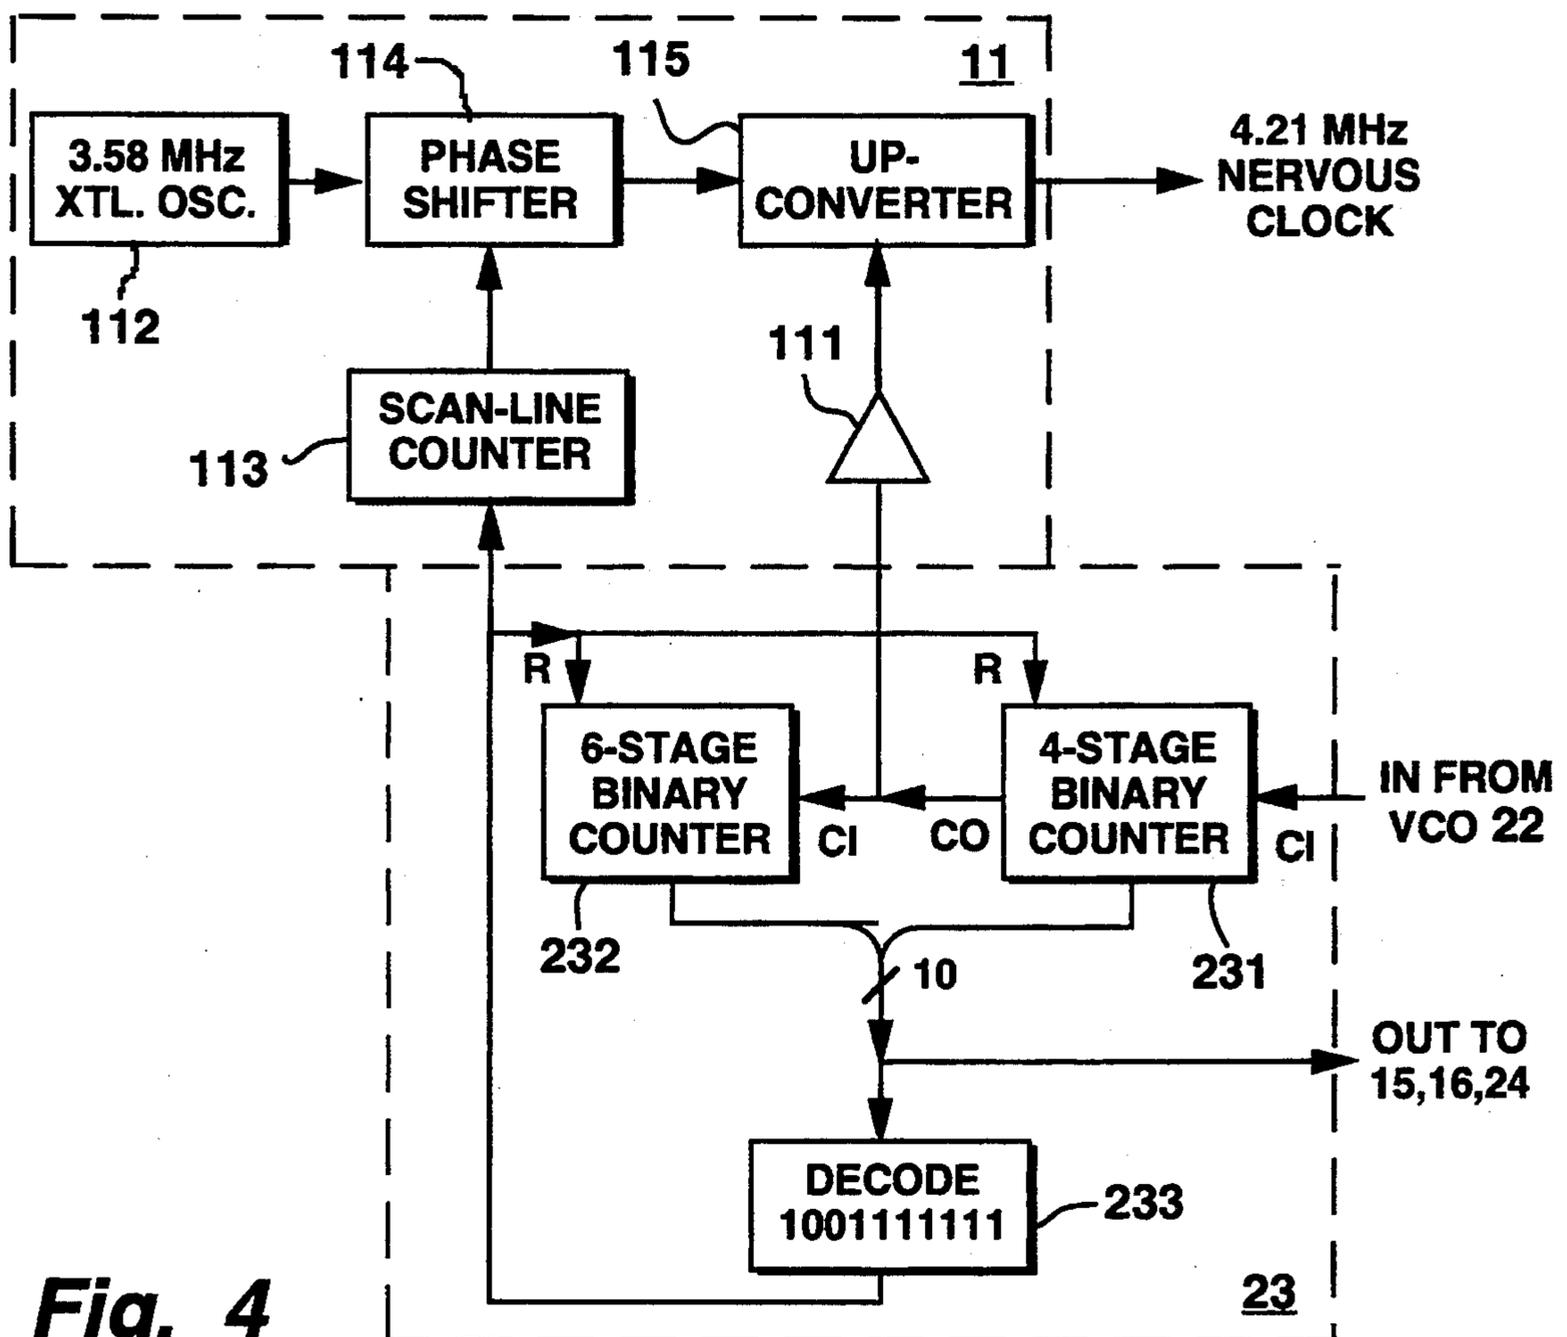 114
115
11
3.58 MHz
XTL. OSC.
PHASE
SHIFTER
UP-
CONVERTER
4.21 MHz
NERVOUS
CLOCK
112
111
SCAN-LINE
COUNTER
113
R
R
6-STAGE
BINARY
COUNTER
4-STAGE
BINARY
COUNTER
IN FROM
VCO 22
CI
CO
CI
232
10
231
OUT TO
15,16,24
DECODE
1001111111
233
23
Fig. 4